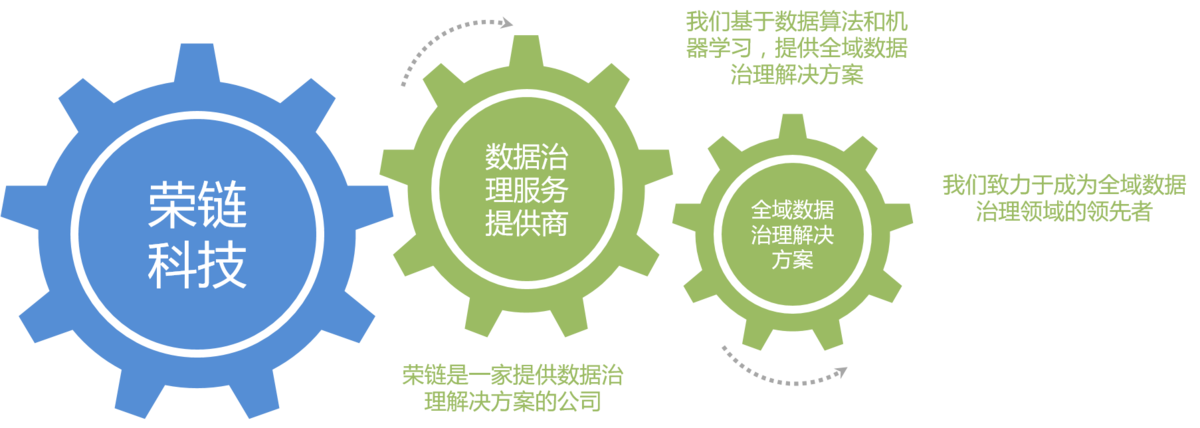 荣链
科技
数据治
理服务
提供商
荣链是一家提供数据治
理解决方案的公司
我们基于数据算法和机
器学习，提供全域数据
治理解决方案
全域数据
治理解决
方案
我们致力于成为全域数据
治理领域的领先者